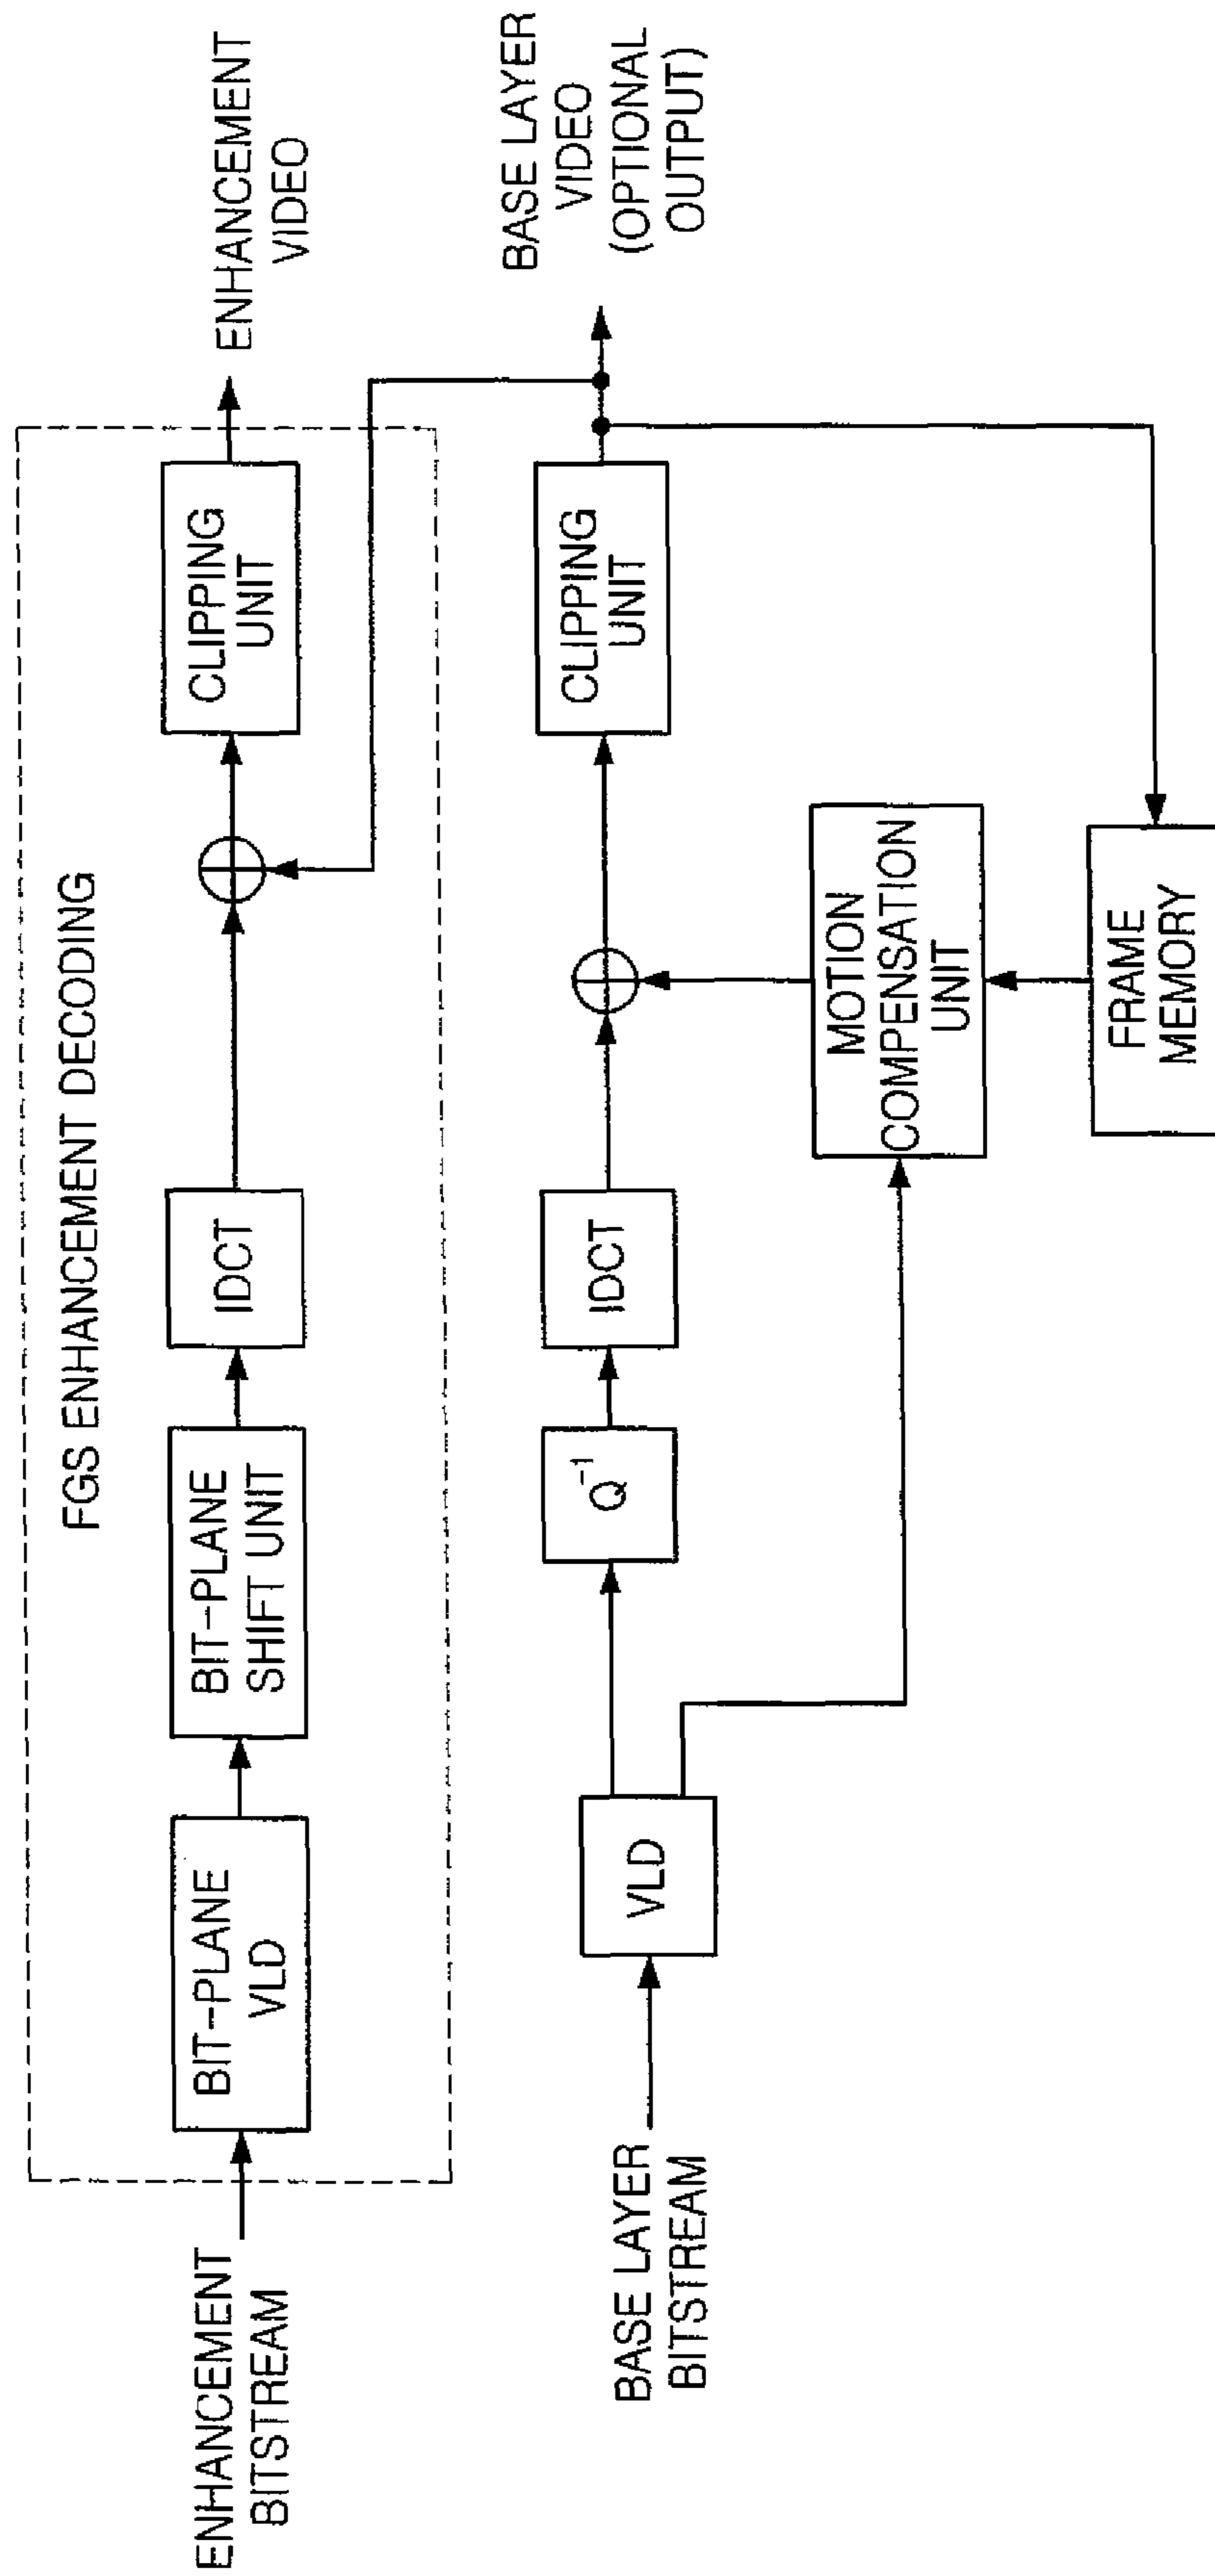 FGS ENHANCEMENT DECODING
ENHANCEMENT
BITSTREAM
BIT-PLANE
VLD
BIT-PLANE
SHIFT UNIT
IDCT
CLIPPING
UNIT
ENHANCEMENT
VIDEO
BASE LAYER
BITSTREAM
VLD
Q⁻¹
IDCT
CLIPPING
UNIT
BASE LAYER
VIDEO
(OPTIONAL
OUTPUT)
MOTION
COMPENSATION
UNIT
FRAME
MEMORY